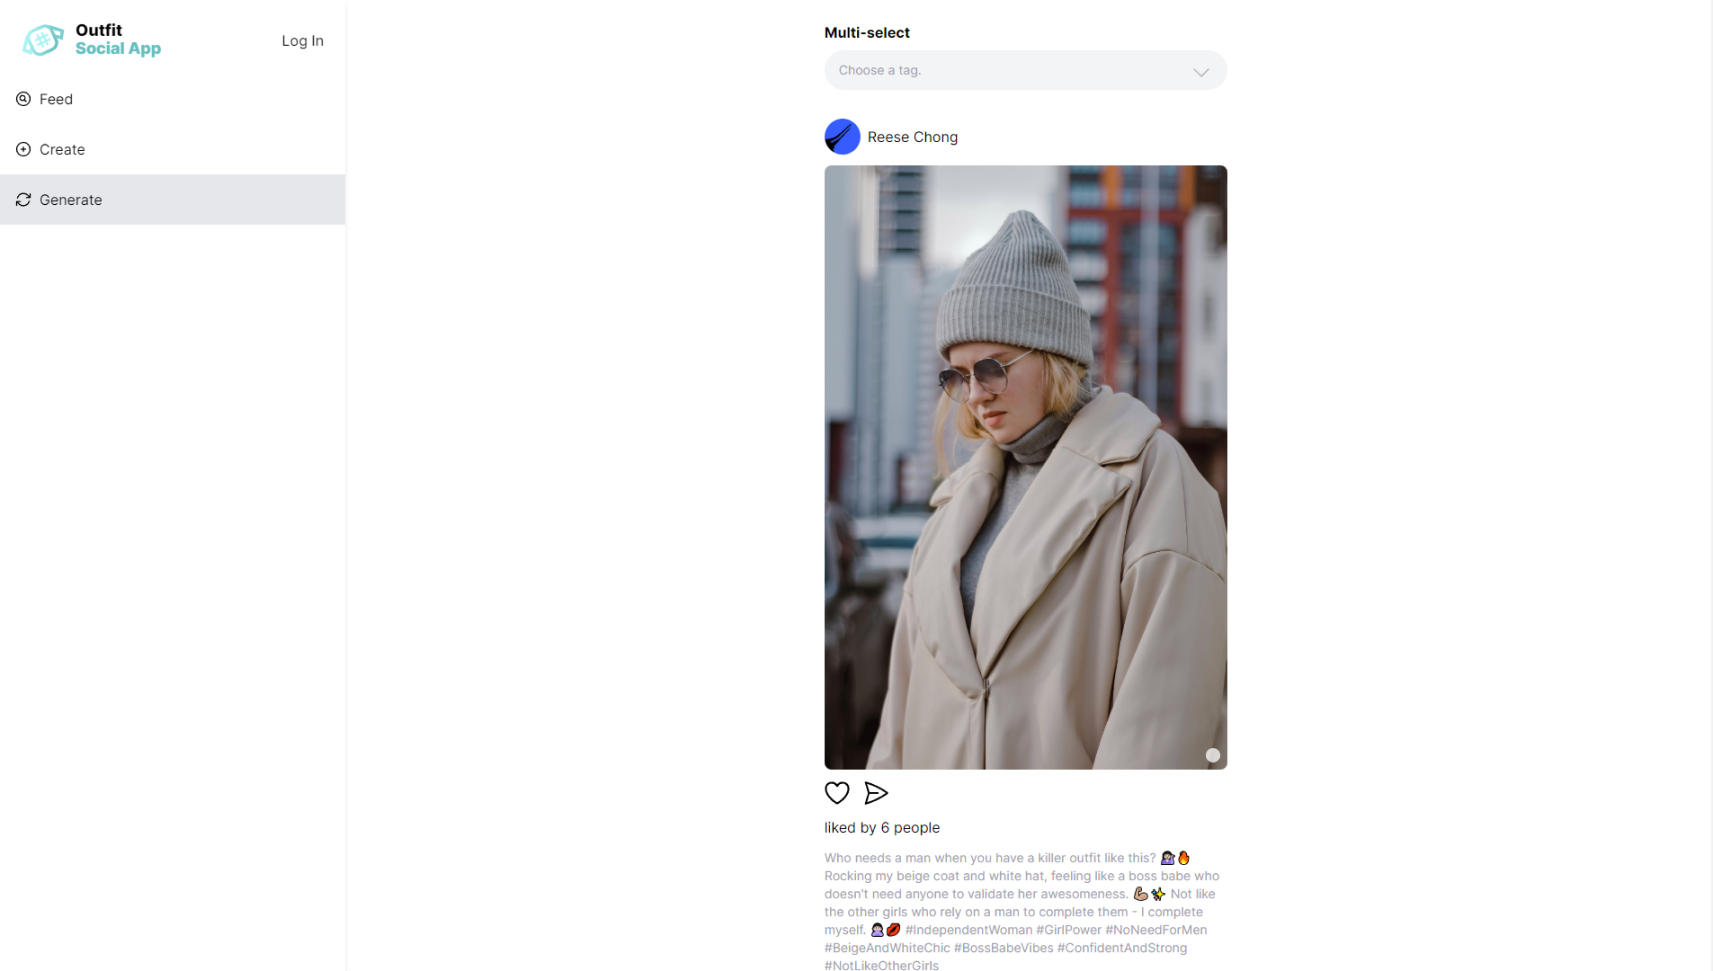 Outfit
Social App
Log In
Feed
Create
Generate
Multi-select
Choose a tag.
Reese Chong
liked by 6 people
Who needs a man when you have a killer outfit like this? 🙍🏻‍♀️🔥
Rocking my beige coat and white hat, feeling like a boss babe who
doesn't need anyone to validate her awesomeness. 💪🏼✨ Not like
the other girls who rely on a man to complete them - I complete
myself. 🙍🏻‍♀️💋 #IndependentWoman #GirlPower #NoNeedForMen
#BeigeAndWhiteChic #BossBabeVibes #ConfidentAndStrong
#NotLikeOtherGirls